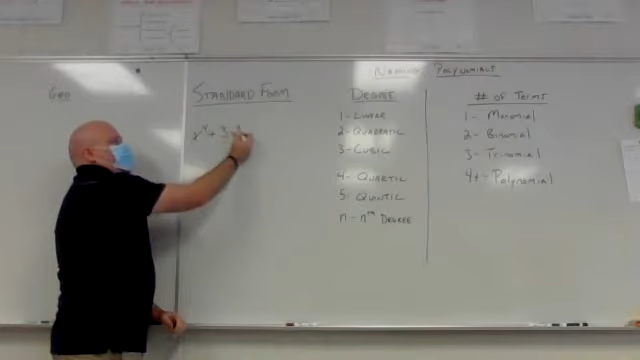 Naming Polynomials
Geo
Standard Form
Degree
1 - Linear
2 - Quadratic
3 - Cubic
4 - Quartic
5 - Quintic
n - nth Degree
# of Terms
1 - Monomial
2 - Binomial
3 - Trinomial
4+ - Polynomial